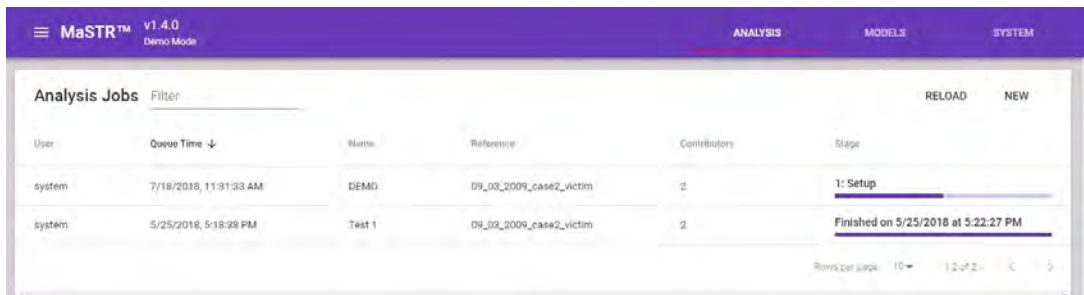 MaSTR™ v1.4.0
Demo Mode
ANALYSIS MODELS SYSTEM
Analysis Jobs Filter RELOAD NEW
User Queue Time ↓ Name Reference Contributors Stage
system 7/18/2018, 11:31:33 AM DEMO 09_03_2009_case2_victim 2 1: Setup
system 5/25/2018, 5:18:38 PM Test 1 09_03_2009_case2_victim 2 Finished on 5/25/2018 at 5:22:27 PM
Rows per page: 10 1-2 of 2